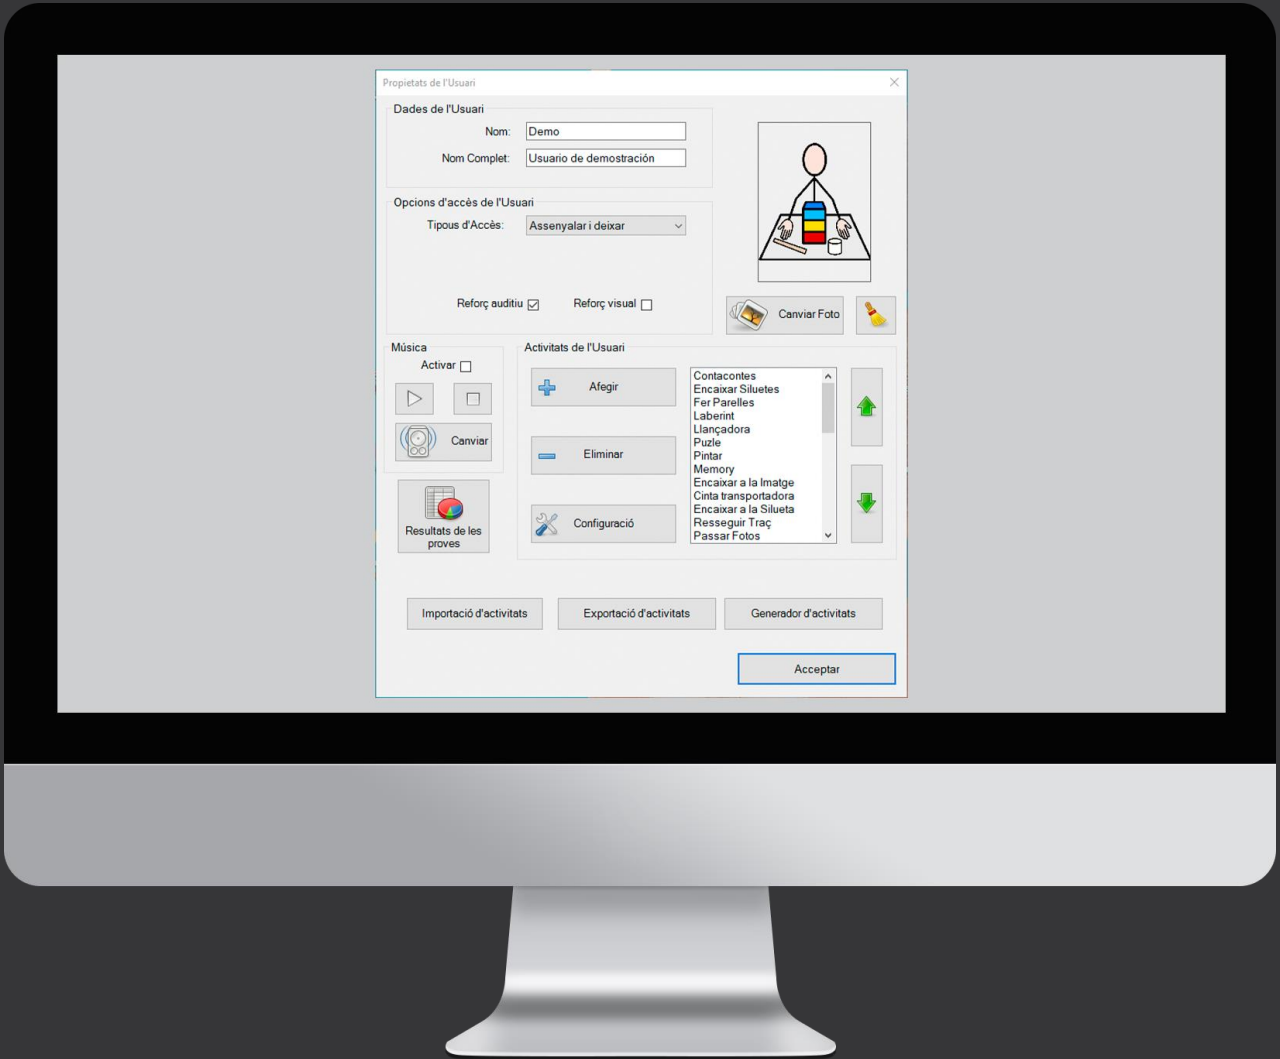 Propietats de l'Usuari
Dades de l'Usuari
Nom:
Demo
Nom Complet:
Usuario de demostración
Opcions d'accès de l'Usuari
Tipous d'Accès:
Assenyalar i deixar
Reforç auditiu
Reforç visual
Canviar Foto
Música
Activar
Canviar
Resultats de les
proves
Activitats de l'Usuari
Afegir
Eliminar
Configuració
Contacontes
Encaixar Siluetes
Fer Parelles
Laberint
Llançadora
Puzle
Pintar
Memory
Encaixar a la Imatge
Cinta transportadora
Encaixar a la Silueta
Resseguir Traç
Passar Fotos
Importació d'activitats
Exportació d'activitats
Generador d'activitats
Acceptar